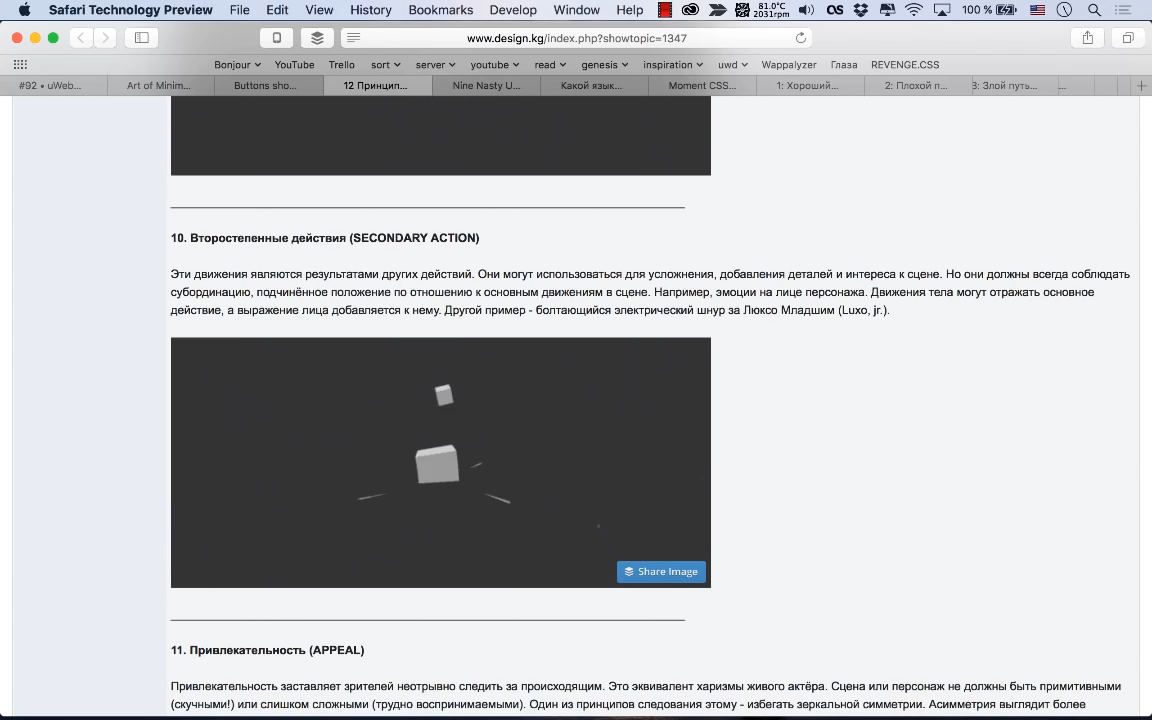 Safari Technology Preview File Edit View History Bookmarks Develop Window Help 81.0°C 2031rpm 100 %
www.design.kg/index.php?showtopic=1347
Bonjour YouTube Trello sort server youtube read genesis inspiration uwd Wappalyzer Глаза REVENGE.CSS
#92 • uWeb... Art of Minim... Buttons sho... 12 Принцип... Nine Nasty U... Какой язык... Moment CSS... 1: Хороший... 2: Плохой п... 3: Злой путь... ...
10. Второстепенные действия (SECONDARY ACTION)
Эти движения являются результатами других действий. Они могут использоваться для усложнения, добавления деталей и интереса к сцене. Но они должны всегда соблюдать
субординацию, подчинённое положение по отношению к основным движениям в сцене. Например, эмоции на лице персонажа. Движения тела могут отражать основное
действие, а выражение лица добавляется к нему. Другой пример - болтающийся электрический шнур за Люксо Младшим (Luxo, jr.).
Share Image
11. Привлекательность (APPEAL)
Привлекательность заставляет зрителей неотрывно следить за происходящим. Это эквивалент харизмы живого актёра. Сцена или персонаж не должны быть примитивными
(скучными!) или слишком сложными (трудно воспринимаемыми). Один из принципов следования этому - избегать зеркальной симметрии. Асимметрия выглядит более